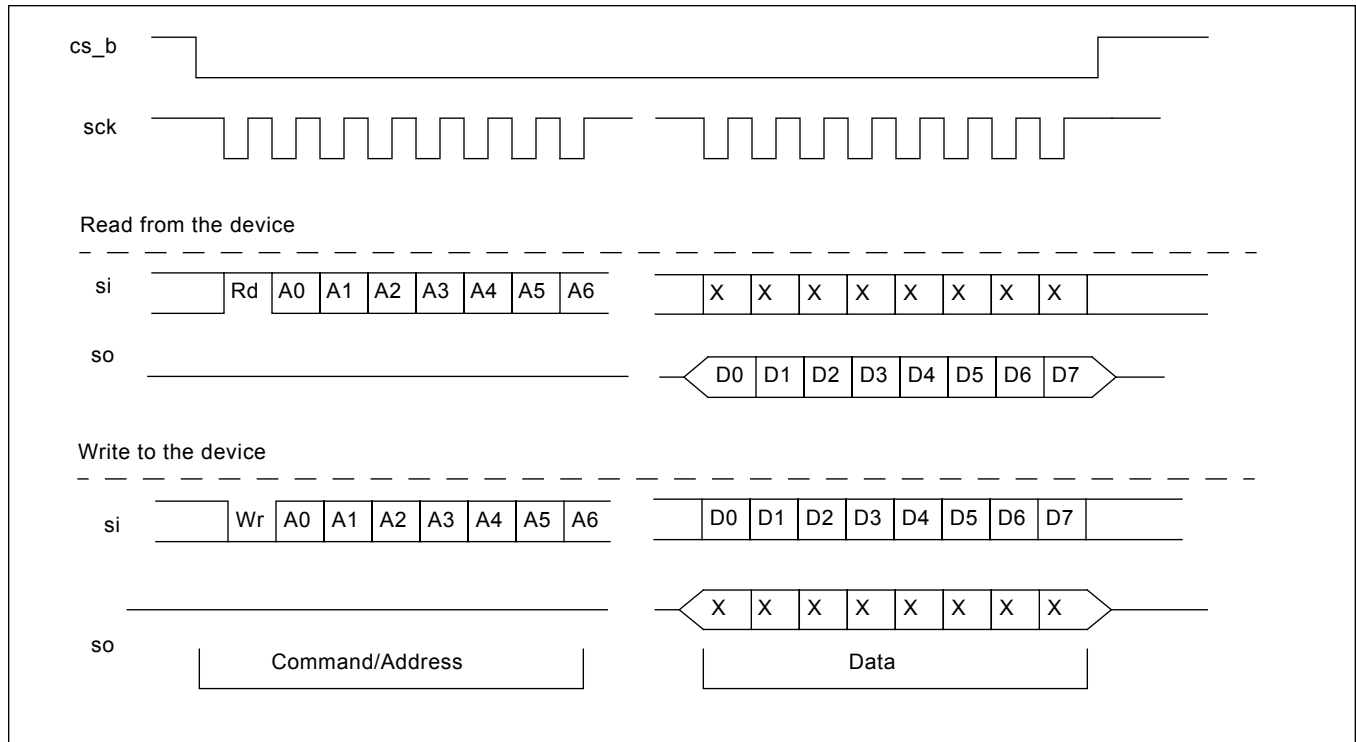 cs_b
sck
Read from the device
si Rd A0 A1 A2 A3 A4 A5 A6 X X X X X X X X
so D0 D1 D2 D3 D4 D5 D6 D7
Write to the device
si Wr A0 A1 A2 A3 A4 A5 A6 D0 D1 D2 D3 D4 D5 D6 D7
so X X X X X X X X
Command/Address Data